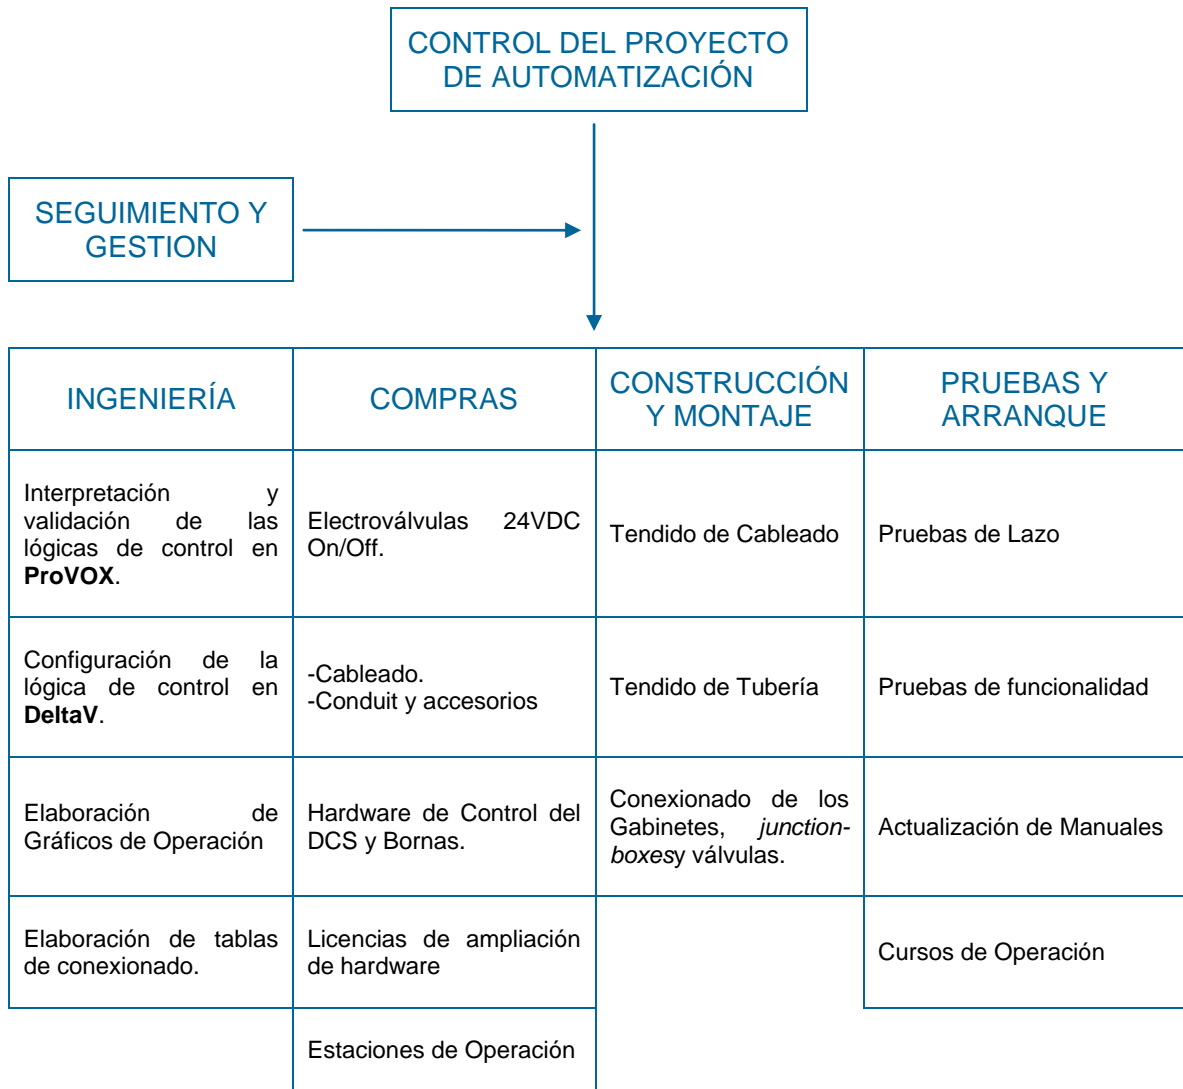 CONTROL DEL PROYECTO
DE AUTOMATIZACIÓN
SEGUIMIENTO Y
GESTION
INGENIERÍA
COMPRAS
CONSTRUCCIÓN
Y MONTAJE
PRUEBAS Y
ARRANQUE
Interpretación y
validación de las
lógicas de control en
ProVOX.
Electroválvulas 24VDC
On/Off.
Tendido de Cableado
Pruebas de Lazo
Configuración de la
lógica de control en
DeltaV.
-Cableado.
-Conduit y accesorios
Tendido de Tubería
Pruebas de funcionalidad
Elaboración de
Gráficos de Operación
Hardware de Control del
DCS y Bornas.
Conexionado de los
Gabinetes, junction-
boxesy válvulas.
Actualización de Manuales
Elaboración de tablas
de conexionado.
Licencias de ampliación
de hardware
Cursos de Operación
Estaciones de Operación